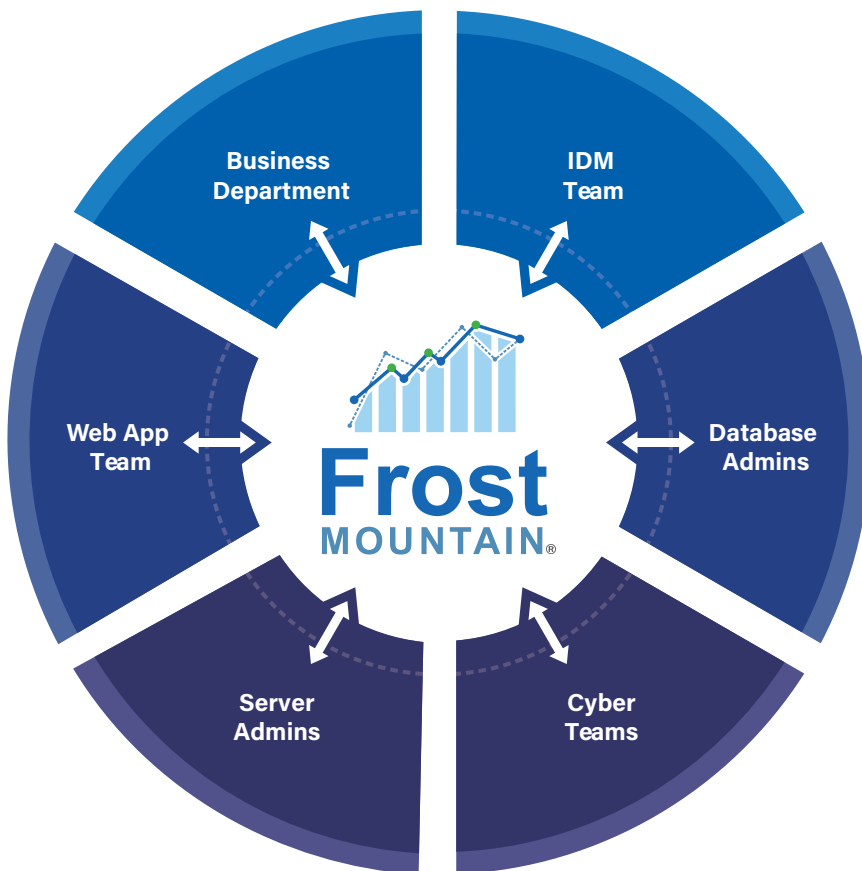 Business
Department
IDM
Team
Web App
Team
Database
Admins
Frost
MOUNTAIN®
Server
Admins
Cyber
Teams